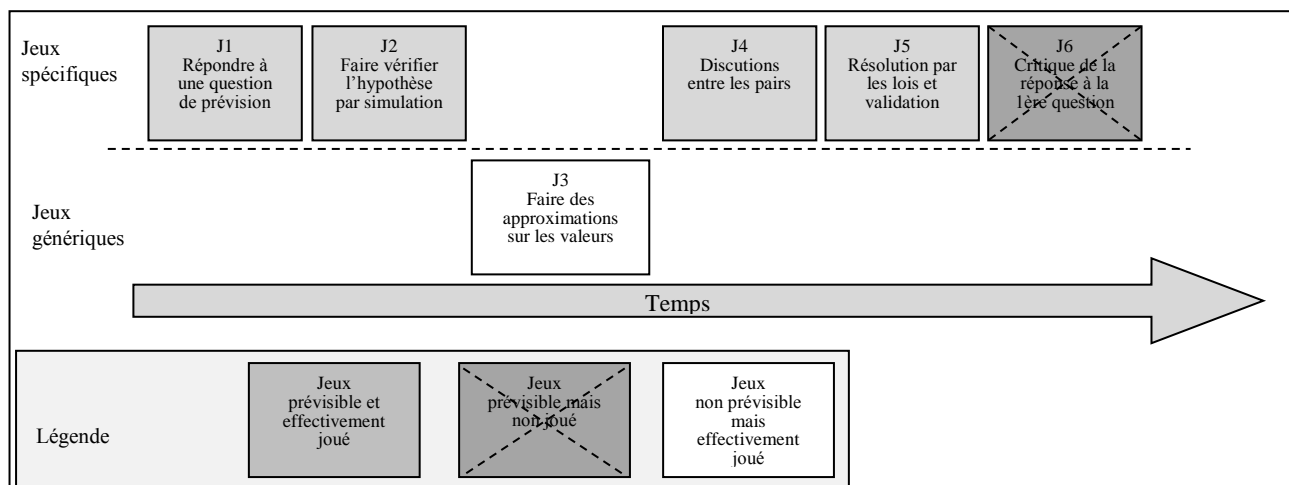 Jeux
spécifiques
J1
Répondre à
une question
de prévision
J2
Faire vérifier
l’hypothèse
par simulation
J4
Discutions
entre les pairs
J5
Résolution par
les lois et
validation
J6
Critique de la
réponse à la
1ère question
Jeux
génériques
J3
Faire des
approximations
sur les valeurs
Temps
Légende
Jeux
prévisible et
effectivement
joué
Jeux
prévisible mais
non joué
Jeux
non prévisible
mais
effectivement
joué